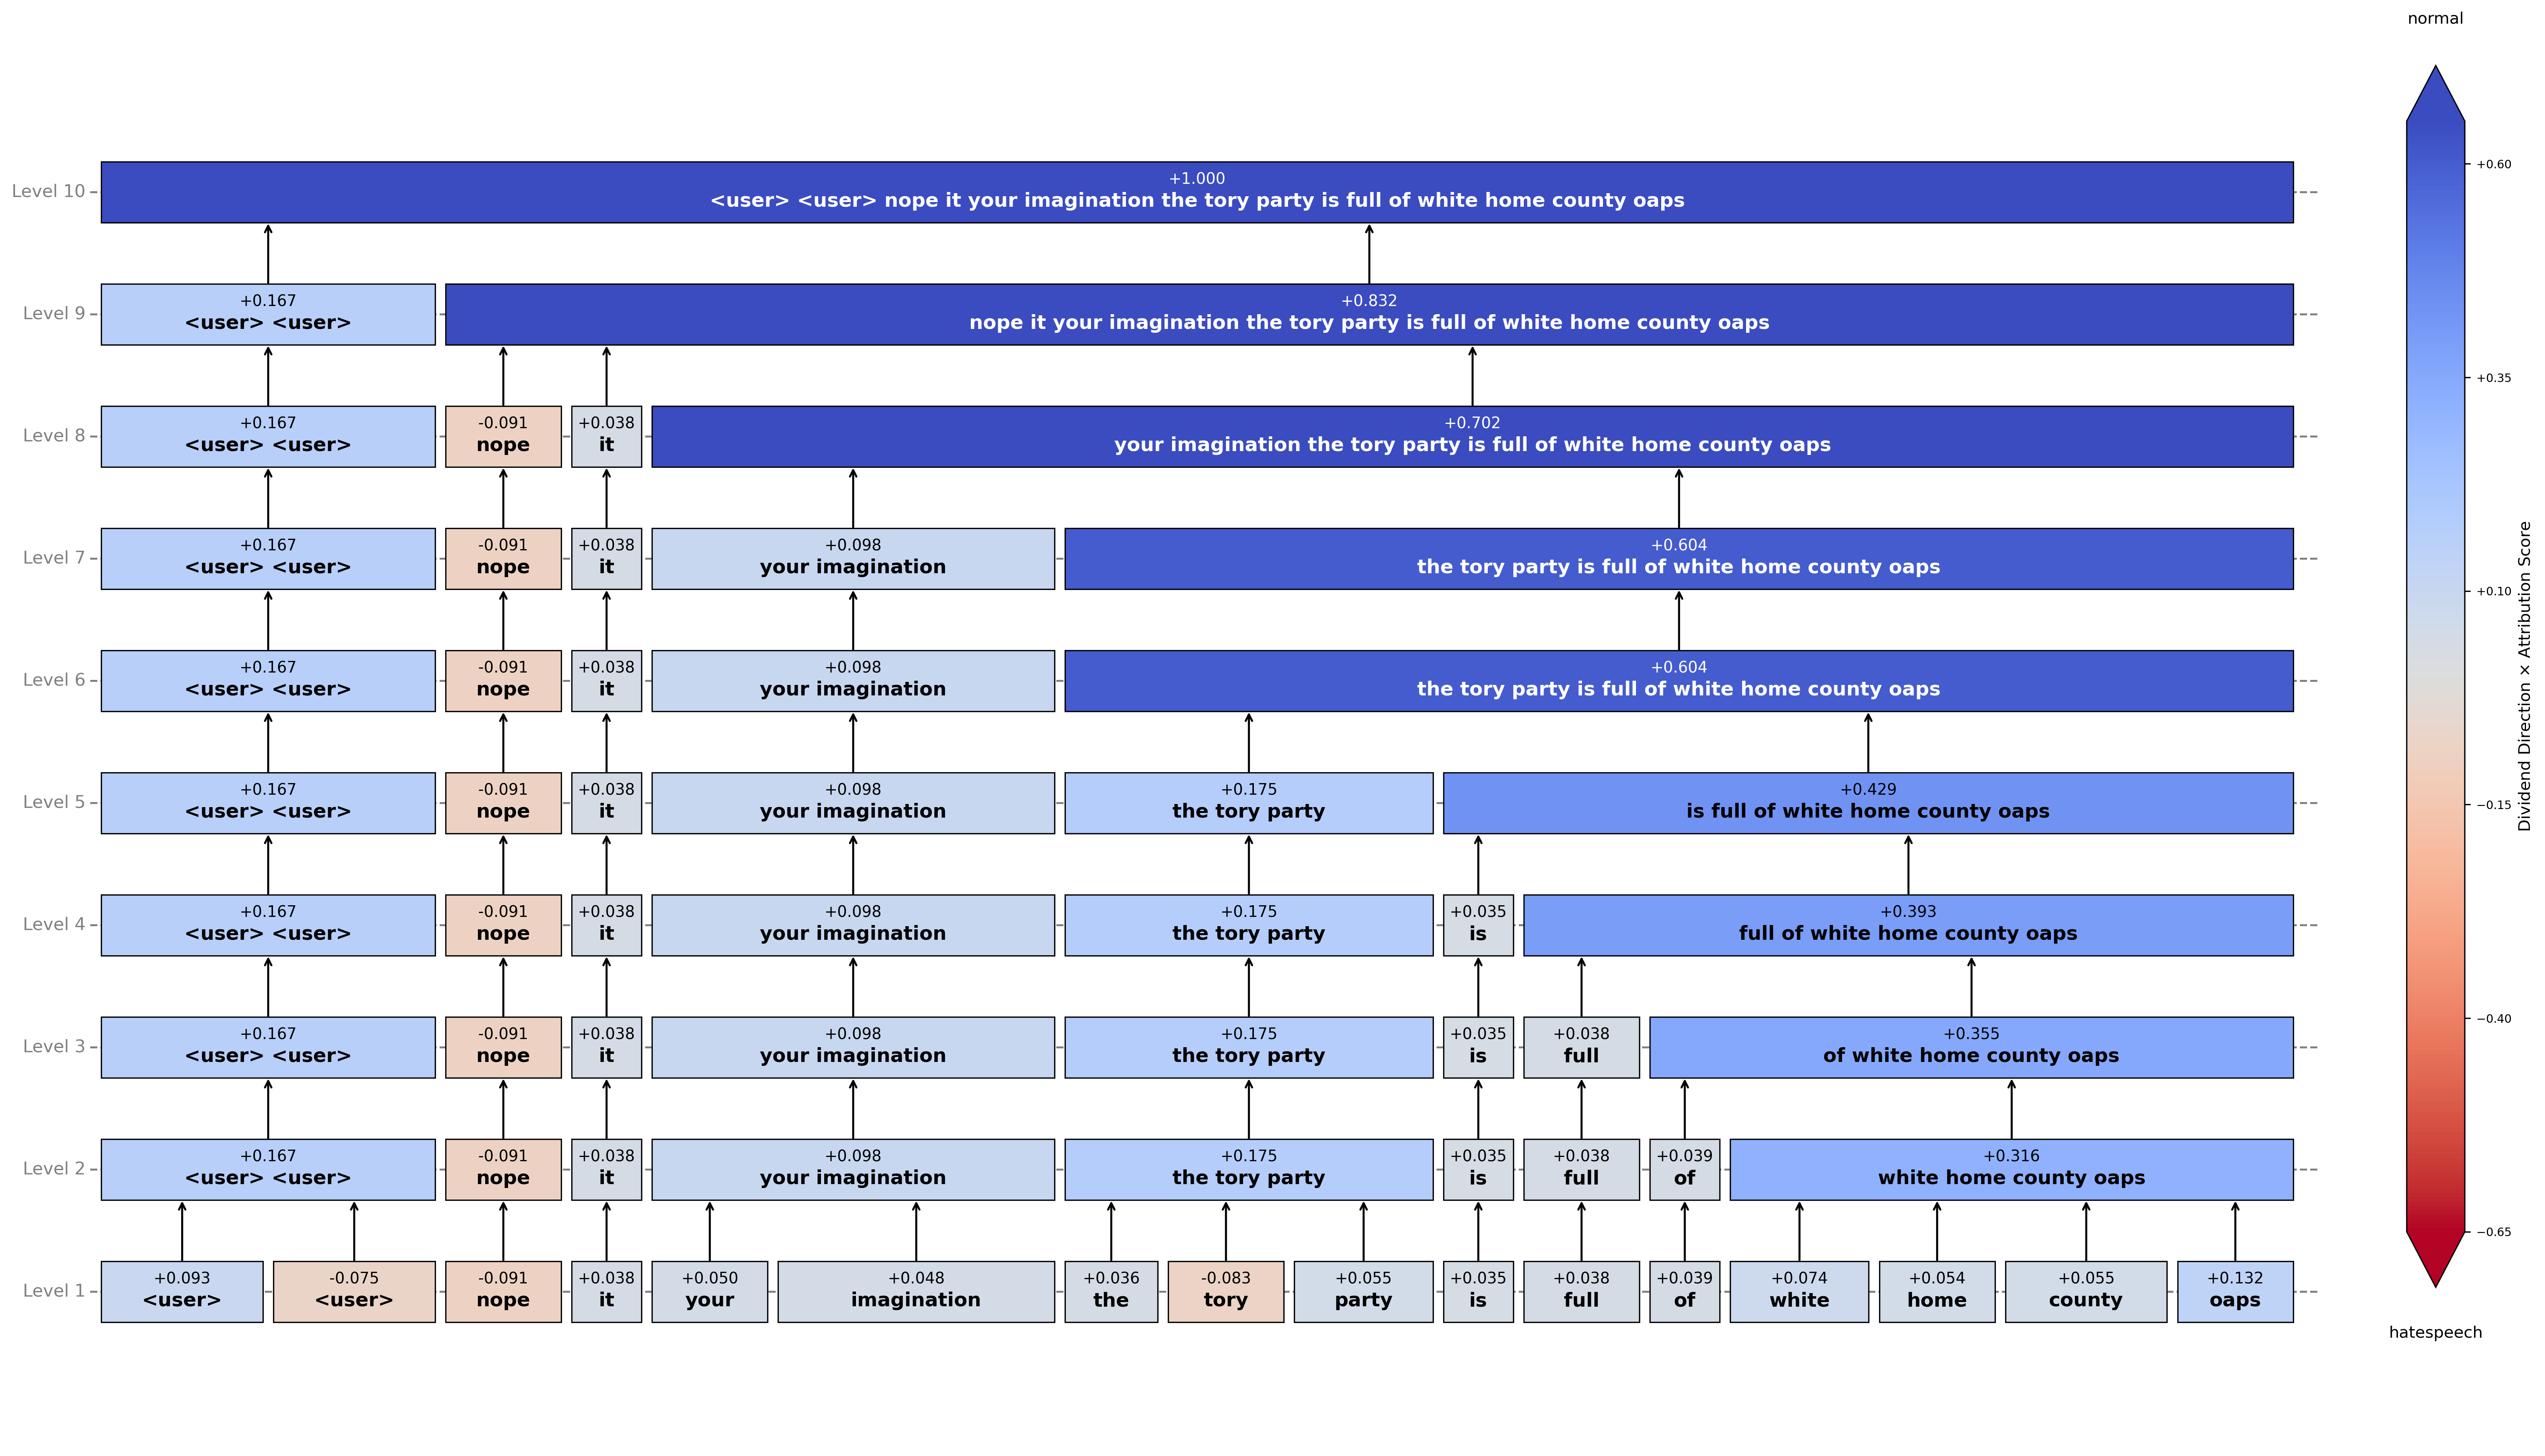 normal
Level 10
+1.000
<user> <user> nope it your imagination the tory party is full of white home county oaps
Level 9
+0.167
<user> <user>
+0.832
nope it your imagination the tory party is full of white home county oaps
Level 8
+0.167
<user> <user>
-0.091
nope
+0.038
it
+0.702
your imagination the tory party is full of white home county oaps
Level 7
+0.167
<user> <user>
-0.091
nope
+0.038
it
+0.098
your imagination
+0.604
the tory party is full of white home county oaps
Level 6
+0.167
<user> <user>
-0.091
nope
+0.038
it
+0.098
your imagination
+0.604
the tory party is full of white home county oaps
Level 5
+0.167
<user> <user>
-0.091
nope
+0.038
it
+0.098
your imagination
+0.175
the tory party
+0.429
is full of white home county oaps
Level 4
+0.167
<user> <user>
-0.091
nope
+0.038
it
+0.098
your imagination
+0.175
the tory party
+0.035
is
+0.393
full of white home county oaps
Level 3
+0.167
<user> <user>
-0.091
nope
+0.038
it
+0.098
your imagination
+0.175
the tory party
+0.035
is
+0.038
full
+0.355
of white home county oaps
Level 2
+0.167
<user> <user>
-0.091
nope
+0.038
it
+0.098
your imagination
+0.175
the tory party
+0.035
is
+0.038
full
+0.039
of
+0.316
white home county oaps
Level 1
+0.093
<user>
-0.075
<user>
-0.091
nope
+0.038
it
+0.050
your
+0.048
imagination
+0.036
the
-0.083
tory
+0.055
party
+0.035
is
+0.038
full
+0.039
of
+0.074
white
+0.054
home
+0.055
county
+0.132
oaps
+0.60
+0.35
+0.10
−0.15
−0.40
−0.65
Dividend Direction × Attribution Score
hatespeech